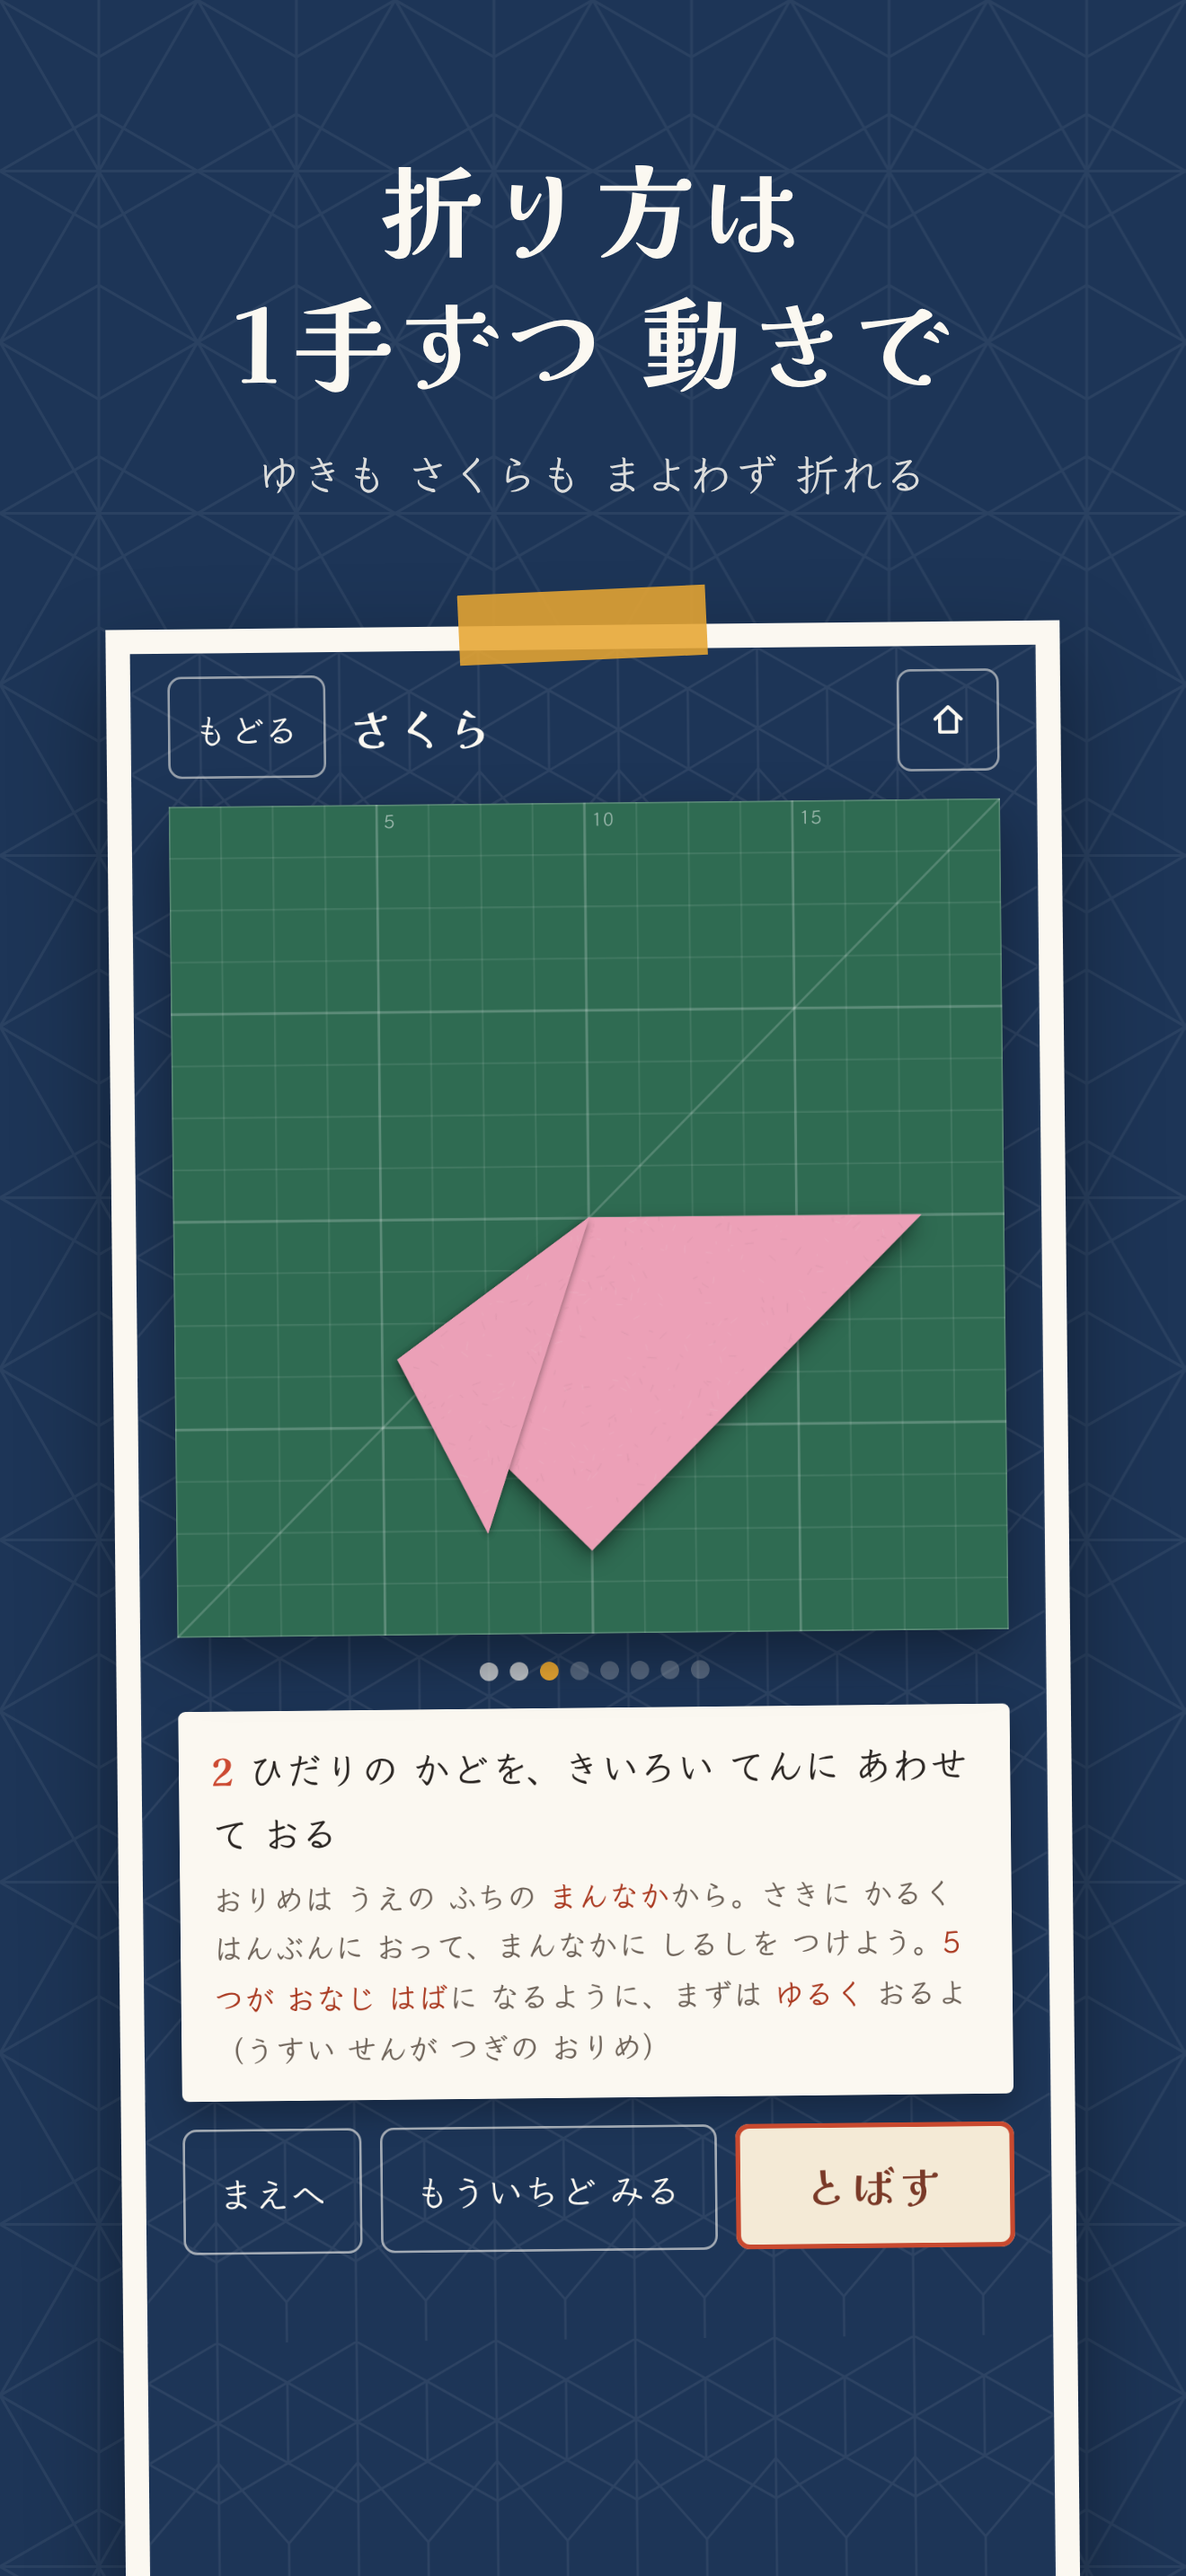 折り方は
1手ずつ 動きで
ゆきも さくらも まよわず 折れる
もどる さくら
5 10 15
2 ひだりの かどを、きいろい てんに あわせ
て おる
おりめは うえの ふちの まんなかから。さきに かるく
はんぶんに おって、まんなかに しるしを つけよう。5
つが おなじ はばに なるように、まずは ゆるく おるよ
（うすい せんが つぎの おりめ）
まえへ もういちど みる とばす